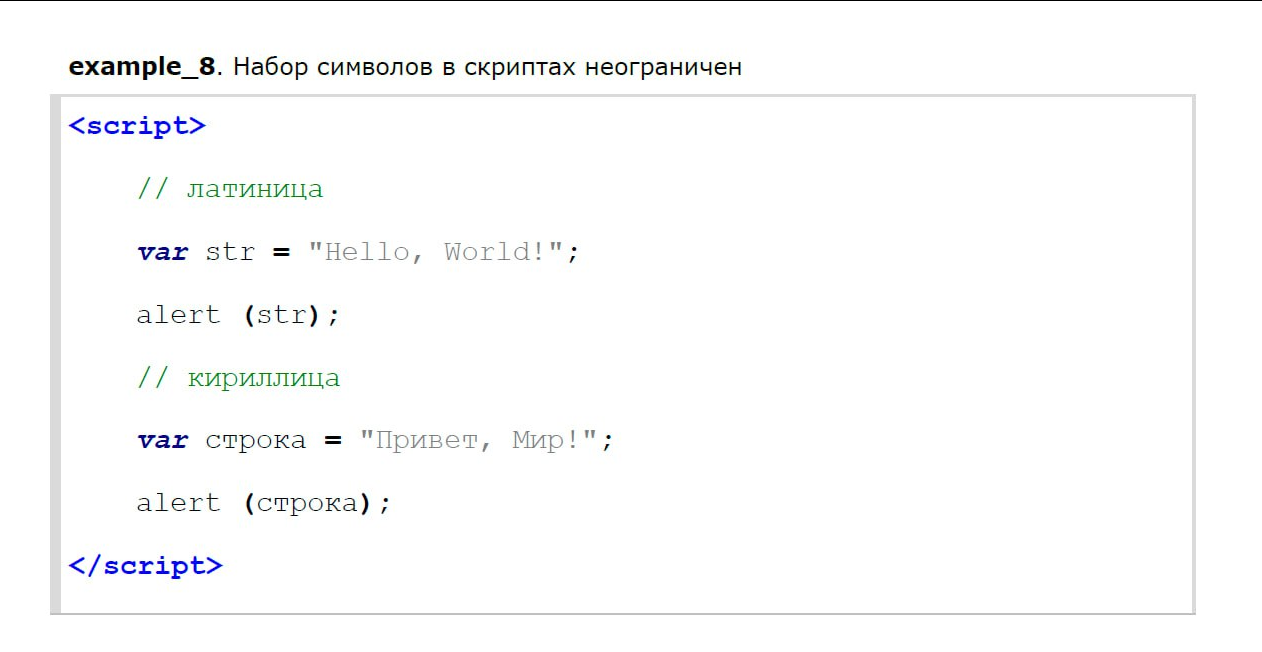 example_8. Набор символов в скриптах неограничен
<script>
// латиница
var str = "Hello, World!";
alert (str);
// кириллица
var строка = "Привет, Мир!";
alert (строка);
</script>